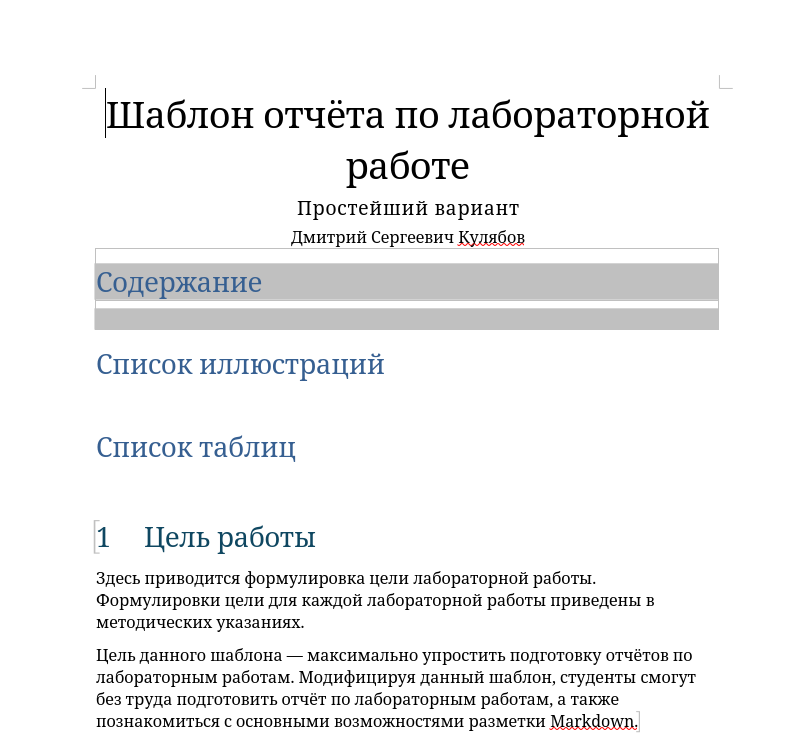 Шаблон отчёта по лабораторной
работе
Простейший вариант
Дмитрий Сергеевич Кулябов
Содержание
Список иллюстраций
Список таблиц
1 Цель работы
Здесь приводится формулировка цели лабораторной работы.
Формулировки цели для каждой лабораторной работы приведены в
методических указаниях.
Цель данного шаблона — максимально упростить подготовку отчётов по
лабораторным работам. Модифицируя данный шаблон, студенты смогут
без труда подготовить отчёт по лабораторным работам, а также
познакомиться с основными возможностями разметки Markdown.